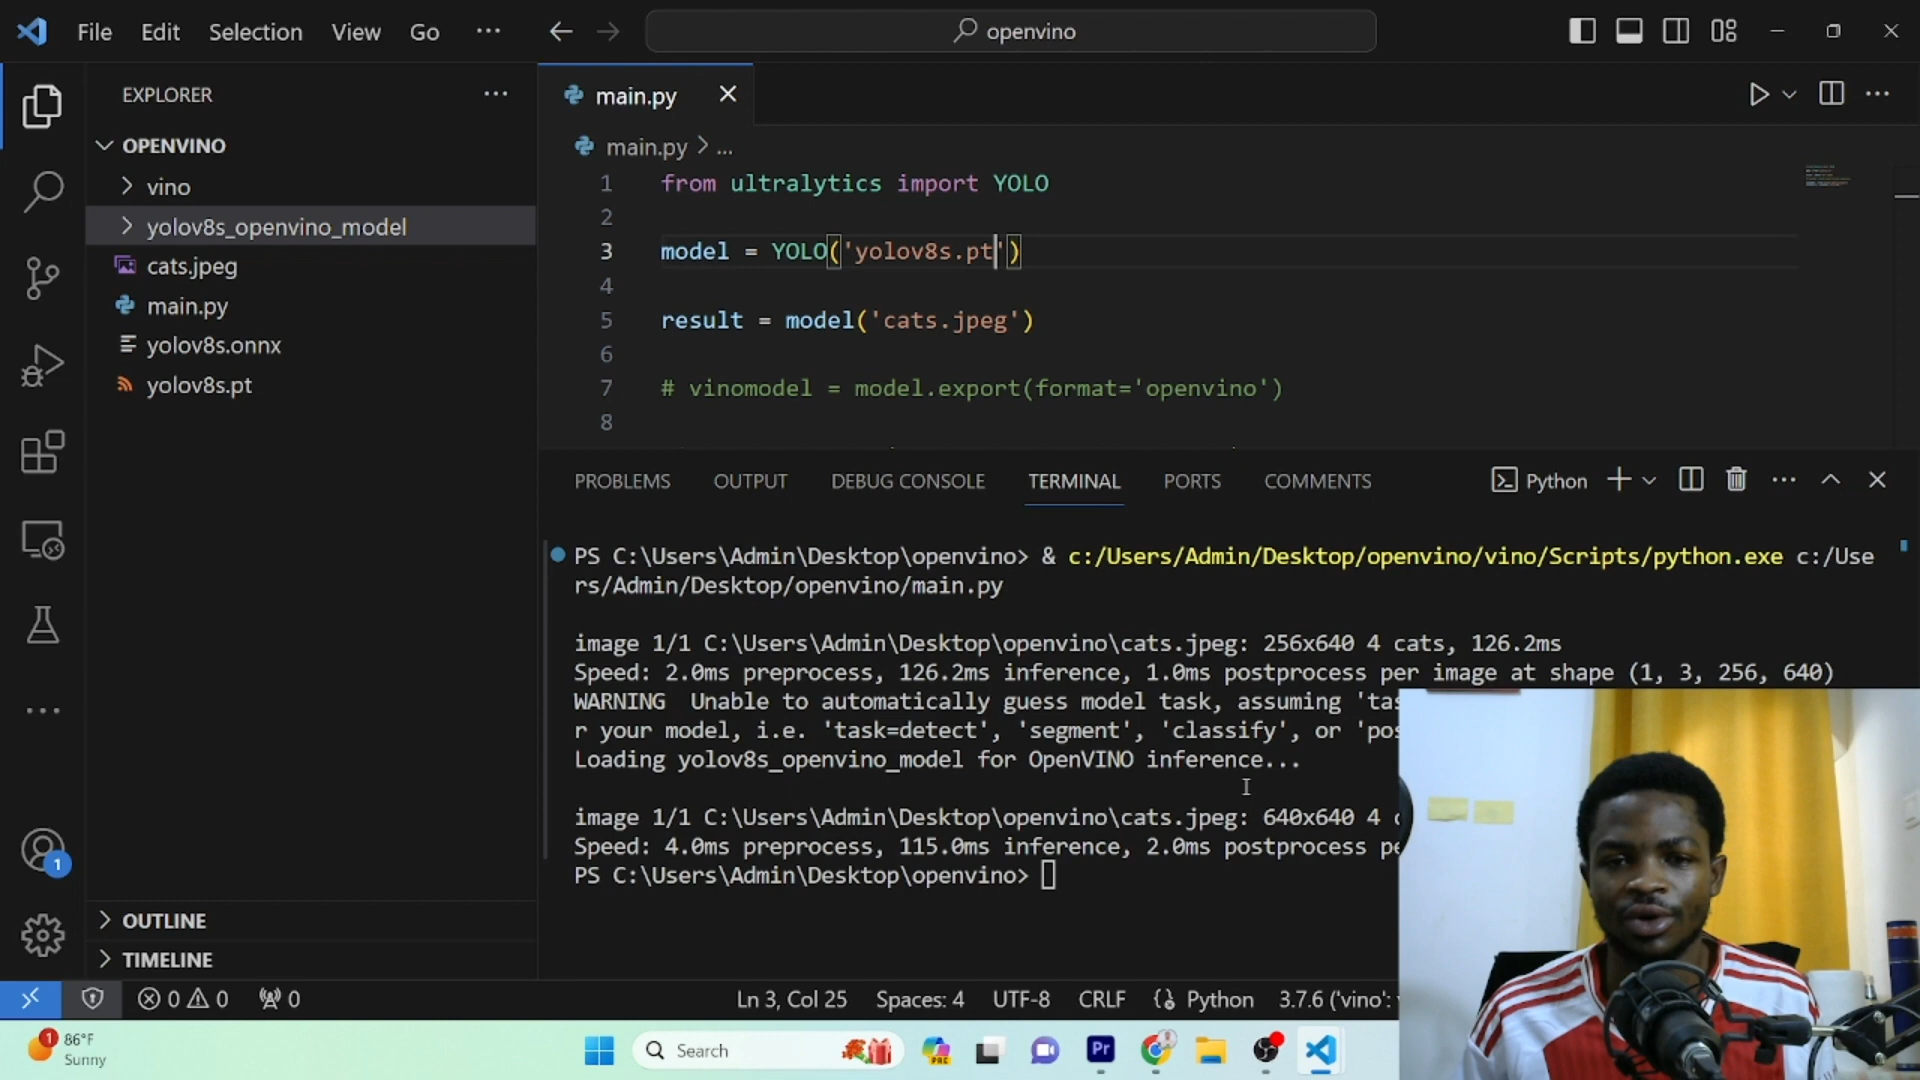 File Edit Selection View Go ··· openvino
EXPLORER
OPENVINO
vino
yolov8s_openvino_model
cats.jpeg
main.py
yolov8s.onnx
yolov8s.pt
OUTLINE
TIMELINE
main.py
main.py > ...
1 from ultralytics import YOLO
2
3 model = YOLO('yolov8s.pt')
4
5 result = model('cats.jpeg')
6
7 # vinomodel = model.export(format='openvino')
8
PROBLEMS OUTPUT DEBUG CONSOLE TERMINAL PORTS COMMENTS Python
PS C:\Users\Admin\Desktop\openvino> & c:/Users/Admin/Desktop/openvino/vino/Scripts/python.exe c:/Use
rs/Admin/Desktop/openvino/main.py
image 1/1 C:\Users\Admin\Desktop\openvino\cats.jpeg: 256x640 4 cats, 126.2ms
Speed: 2.0ms preprocess, 126.2ms inference, 1.0ms postprocess per image at shape (1, 3, 256, 640)
WARNING Unable to automatically guess model task, assuming 'tas
r your model, i.e. 'task=detect', 'segment', 'classify', or 'pos
Loading yolov8s_openvino_model for OpenVINO inference...
image 1/1 C:\Users\Admin\Desktop\openvino\cats.jpeg: 640x640 4 c
Speed: 4.0ms preprocess, 115.0ms inference, 2.0ms postprocess pe
PS C:\Users\Admin\Desktop\openvino>
1
0 0 0 Ln 3, Col 25 Spaces: 4 UTF-8 CRLF Python 3.7.6 ('vino':
1 86°F
Sunny
Search PRE Pr